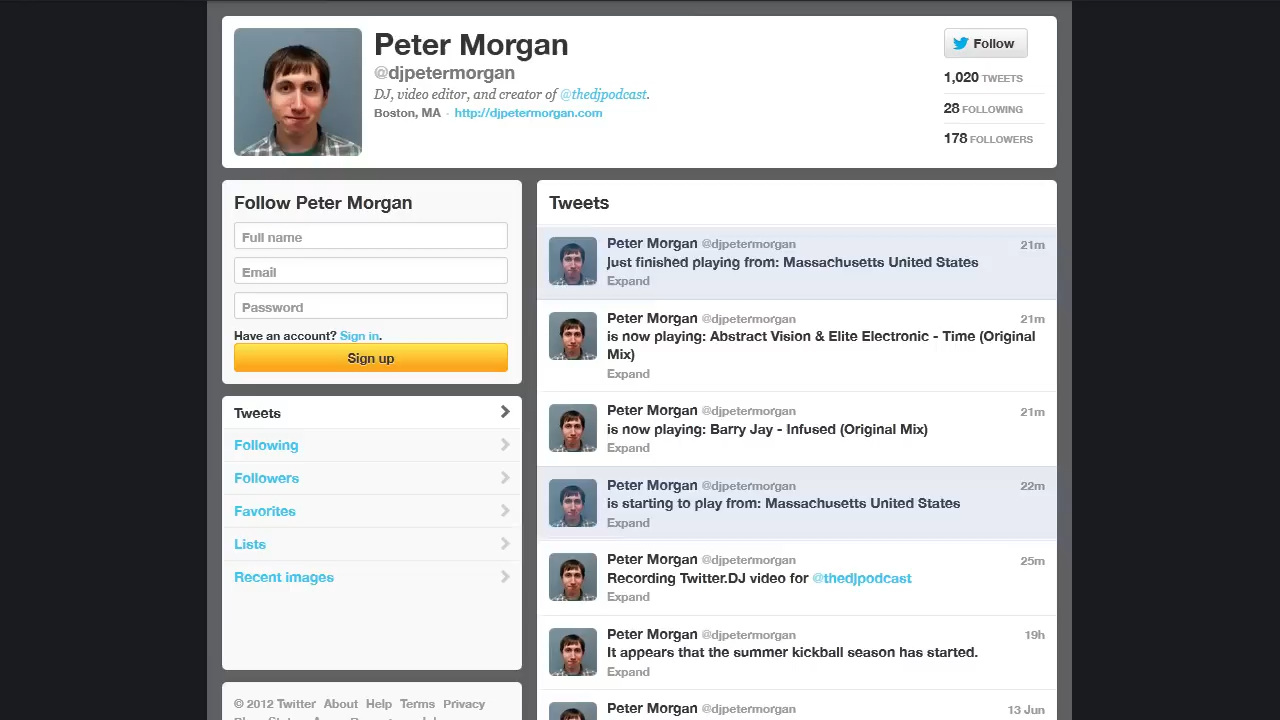 Peter Morgan
@djpetermorgan
DJ, video editor, and creator of @thedjpodcast.
Boston, MA · http://djpetermorgan.com
Follow
1,020 TWEETS
28 FOLLOWING
178 FOLLOWERS
Follow Peter Morgan
Full name
Email
Password
Have an account? Sign in.
Sign up
Tweets
Following
Followers
Favorites
Lists
Recent images
© 2012 Twitter About Help Terms Privacy
Tweets
Peter Morgan @djpetermorgan 21m
Just finished playing from: Massachusetts United States
Expand
Peter Morgan @djpetermorgan 21m
is now playing: Abstract Vision & Elite Electronic - Time (Original
Mix)
Expand
Peter Morgan @djpetermorgan 21m
is now playing: Barry Jay - Infused (Original Mix)
Expand
Peter Morgan @djpetermorgan 22m
is starting to play from: Massachusetts United States
Expand
Peter Morgan @djpetermorgan 25m
Recording Twitter.DJ video for @thedjpodcast
Expand
Peter Morgan @djpetermorgan 19h
It appears that the summer kickball season has started.
Expand
Peter Morgan @djpetermorgan 13 Jun